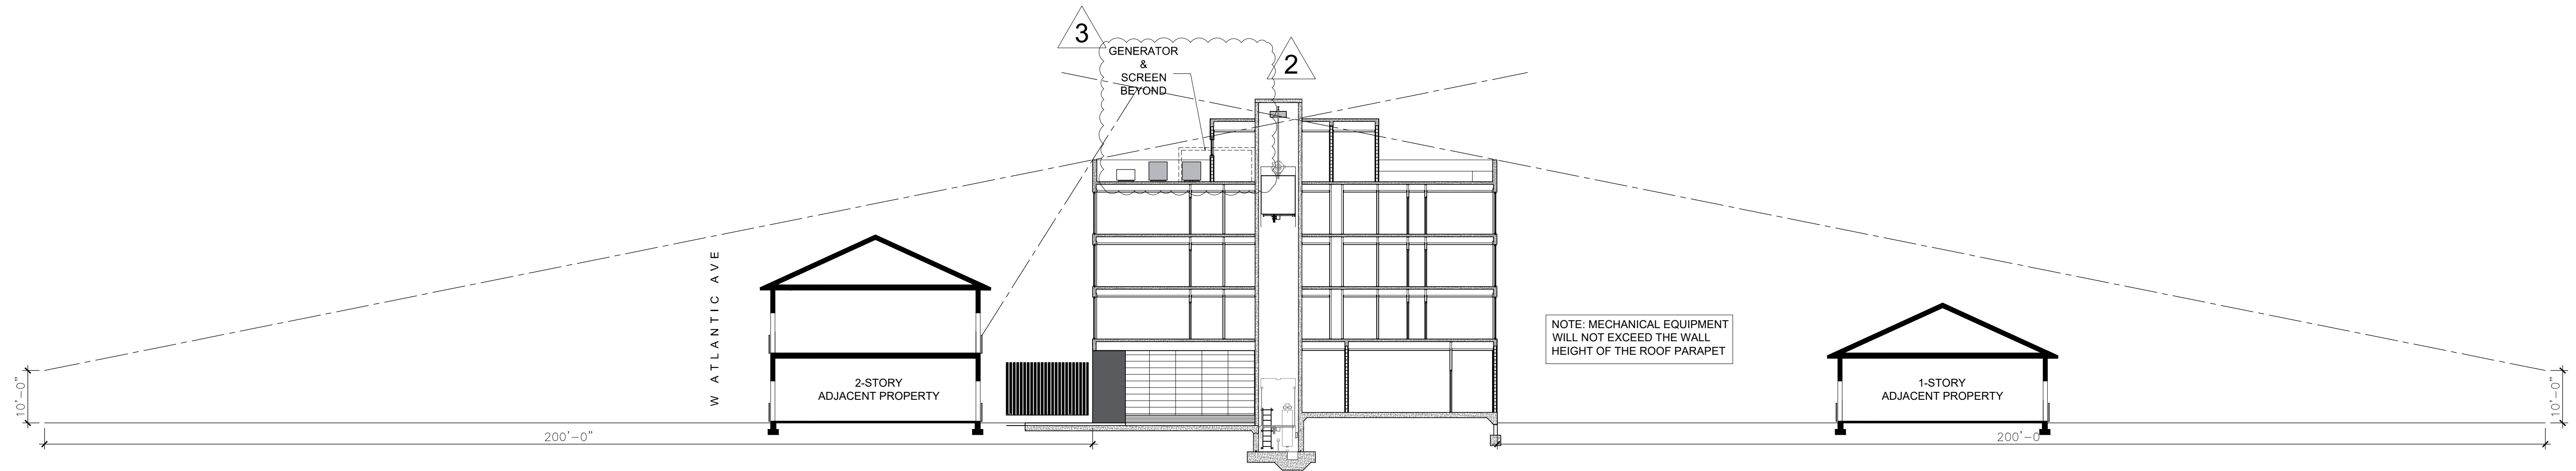 3
GENERATOR
&
SCREEN
BEYOND
2
W ATLANTIC AVE
NOTE: MECHANICAL EQUIPMENT
WILL NOT EXCEED THE WALL
HEIGHT OF THE ROOF PARAPET
2-STORY
ADJACENT PROPERTY
1-STORY
ADJACENT PROPERTY
10'-0"
10'-0"
200'-0"
200'-0